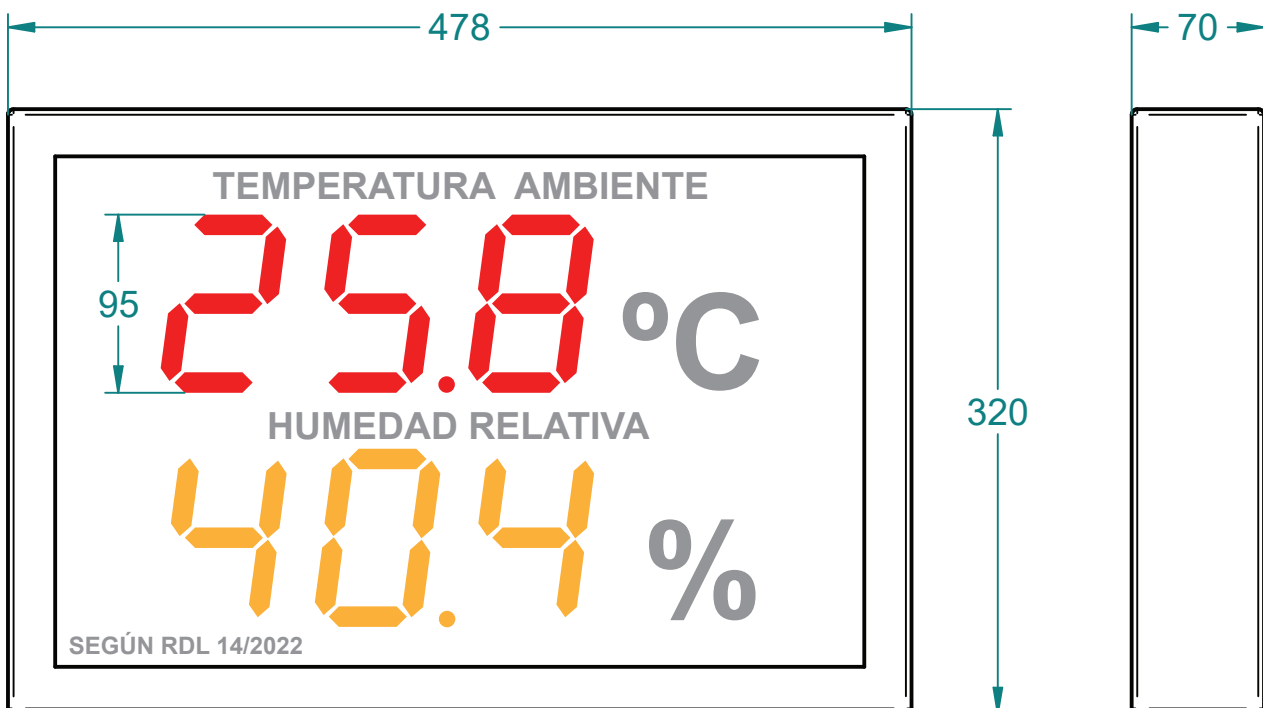 478
70
TEMPERATURA AMBIENTE
95
25.8 ºC
320
HUMEDAD RELATIVA
40.4 %
SEGÚN RDL 14/2022